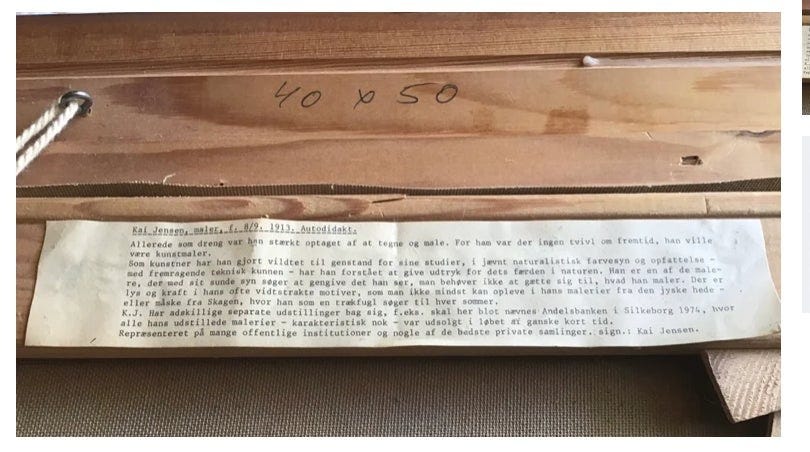 40 x 50
Kai Jensen, maler, f. 8/9. 1913. Autodidakt.
Allerede som dreng var han stærkt optaget af at tegne og male. For ham var der ingen tvivl om fremtid, han ville
være kunstmaler.
Som kunstner har han gjort vildtet til genstand for sine studier, i jævnt naturalistisk farvesyn og opfattelse -
med fremragende teknisk kunnen - har han forstået at give udtryk for dets færden i naturen. Han er en af de male-
re, der med sit sunde syn søger at gengive det han ser, man behøver ikke at gætte sig til, hvad han maler. Der er
lys og kraft i hans ofte vidtstrakte motiver, som man ikke mindst kan opleve i hans malerier fra den jyske hede -
eller måske fra Skagen, hvor han som en trækfugl søger til hver sommer.
K.J. Har adskillige separate udstillinger bag sig, f.eks. skal her blot nævnes Andelsbanken i Silkeborg 1974, hvor
alle hans udstillede malerier - karakteristisk nok - var udsolgt i løbet af ganske kort tid.
Repræsenteret på mange offentlige institutioner og nogle af de bedste private samlinger. sign.: Kai Jensen.